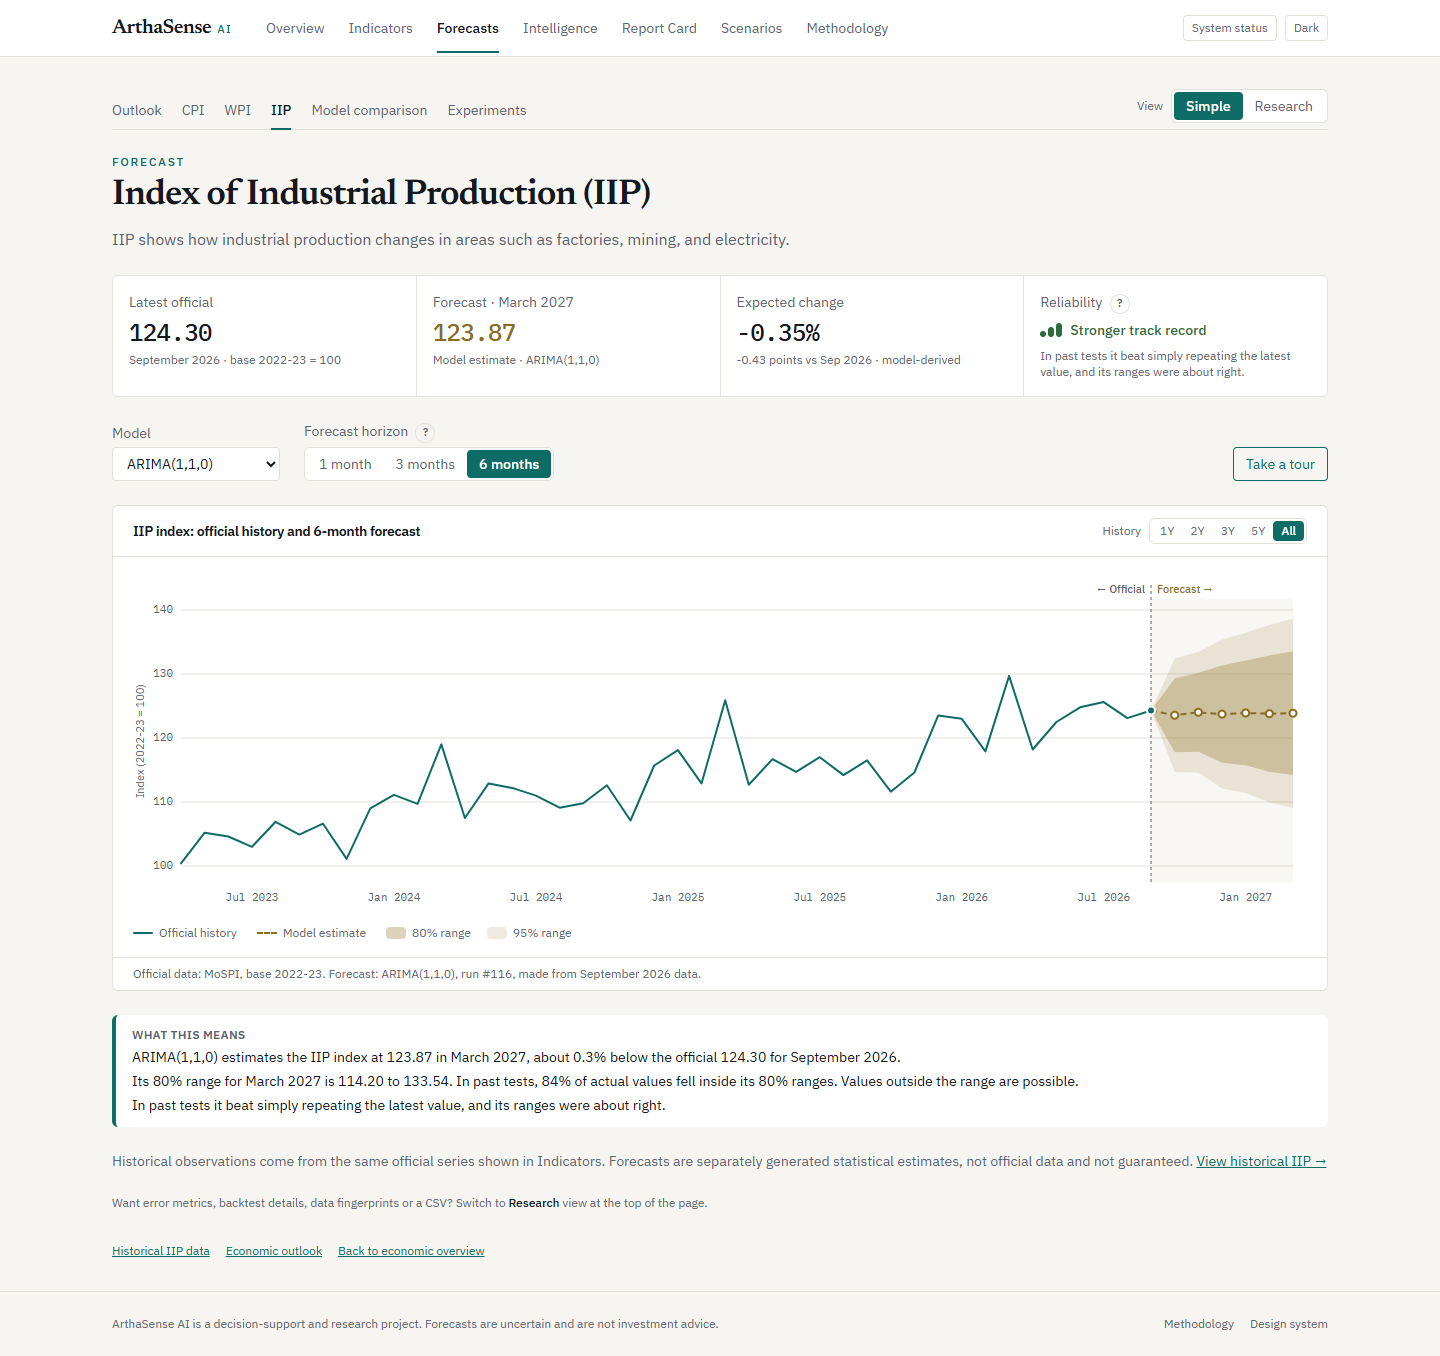 ArthaSense AI
Overview Indicators Forecasts Intelligence Report Card Scenarios Methodology
System status Dark
Outlook CPI WPI IIP Model comparison Experiments
View Simple Research
FORECAST
Index of Industrial Production (IIP)
IIP shows how industrial production changes in areas such as factories, mining, and electricity.
Latest official
124.30
September 2026 · base 2022-23 = 100
Forecast · March 2027
123.87
Model estimate · ARIMA(1,1,0)
Expected change
-0.35%
-0.43 points vs Sep 2026 · model-derived
Reliability ?
Stronger track record
In past tests it beat simply repeating the latest
value, and its ranges were about right.
Model
ARIMA(1,1,0)
Forecast horizon ?
1 month 3 months 6 months
Take a tour
IIP index: official history and 6-month forecast
History 1Y 2Y 3Y 5Y All
← Official Forecast →
140
130
120
110
100
Index (2022-23 = 100)
Jul 2023 Jan 2024 Jul 2024 Jan 2025 Jul 2025 Jan 2026 Jul 2026 Jan 2027
Official history Model estimate 80% range 95% range
Official data: MoSPI, base 2022-23. Forecast: ARIMA(1,1,0), run #116, made from September 2026 data.
WHAT THIS MEANS
ARIMA(1,1,0) estimates the IIP index at 123.87 in March 2027, about 0.3% below the official 124.30 for September 2026.
Its 80% range for March 2027 is 114.20 to 133.54. In past tests, 84% of actual values fell inside its 80% ranges. Values outside the range are possible.
In past tests it beat simply repeating the latest value, and its ranges were about right.
Historical observations come from the same official series shown in Indicators. Forecasts are separately generated statistical estimates, not official data and not guaranteed. View historical IIP →
Want error metrics, backtest details, data fingerprints or a CSV? Switch to Research view at the top of the page.
Historical IIP data Economic outlook Back to economic overview
ArthaSense AI is a decision-support and research project. Forecasts are uncertain and are not investment advice.
Methodology Design system